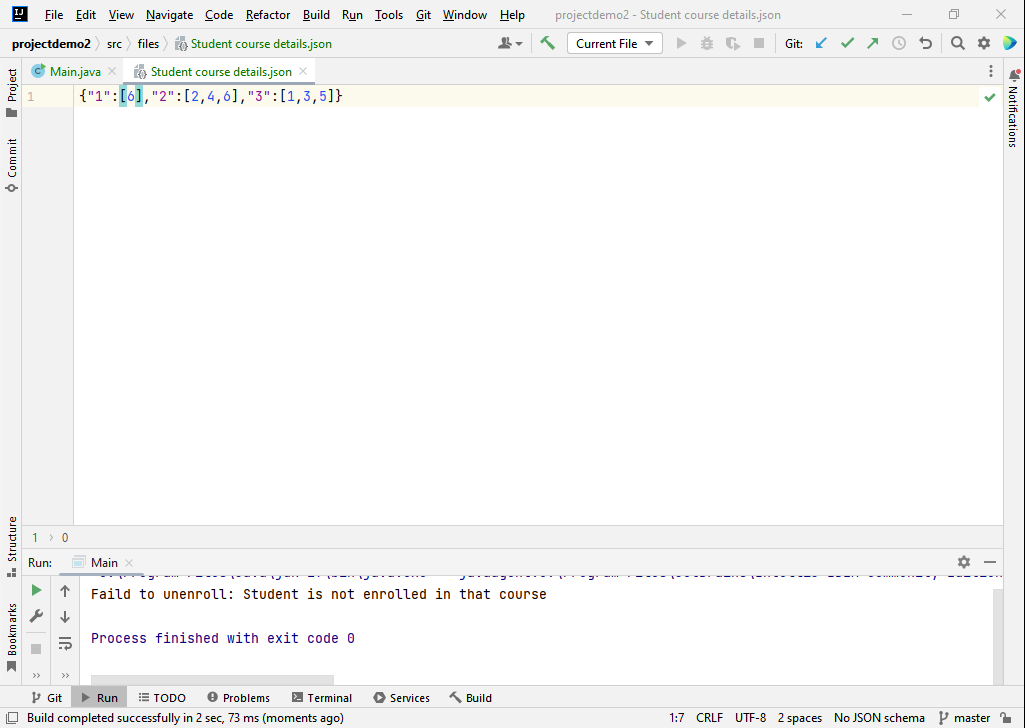 File Edit View Navigate Code Refactor Build Run Tools Git Window Help projectdemo2 - Student course details.json
projectdemo2 src files Student course details.json Current File Git:
Main.java Student course details.json
1 {"1":[6],"2":[2,4,6],"3":[1,3,5]}
Project
Commit
Structure
Bookmarks
Notifications
1 › 0
Run: Main
Faild to unenroll: Student is not enrolled in that course
Process finished with exit code 0
Git Run TODO Problems Terminal Services Build
Build completed successfully in 2 sec, 73 ms (moments ago) 1:7 CRLF UTF-8 2 spaces No JSON schema master